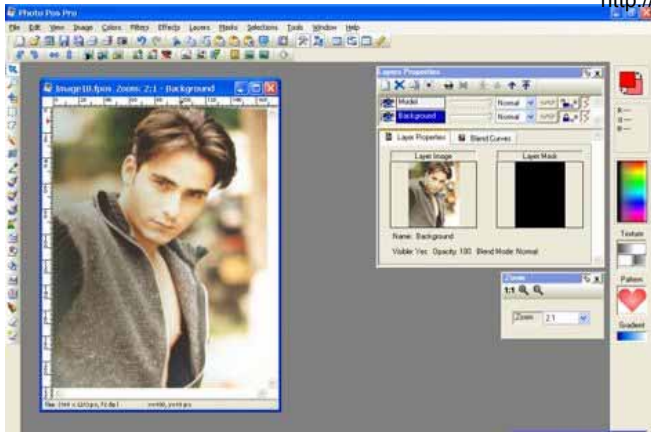 http://
Photo Pos Pro
File Edit View Image Colors Filters Effects Layers Masks Selections Tools Window Help
Image10.fpos. Zoom: 2:1 - Background
Layers Properties
Model Normal
Background Normal
Layer Properties Blend Curves
Layer Image Layer Mask
Name: Background
Visible: Yes Opacity: 100 Blend Mode: Normal
Zoom
1:1
Zoom 2:1
Texture
Pattern
Gradient